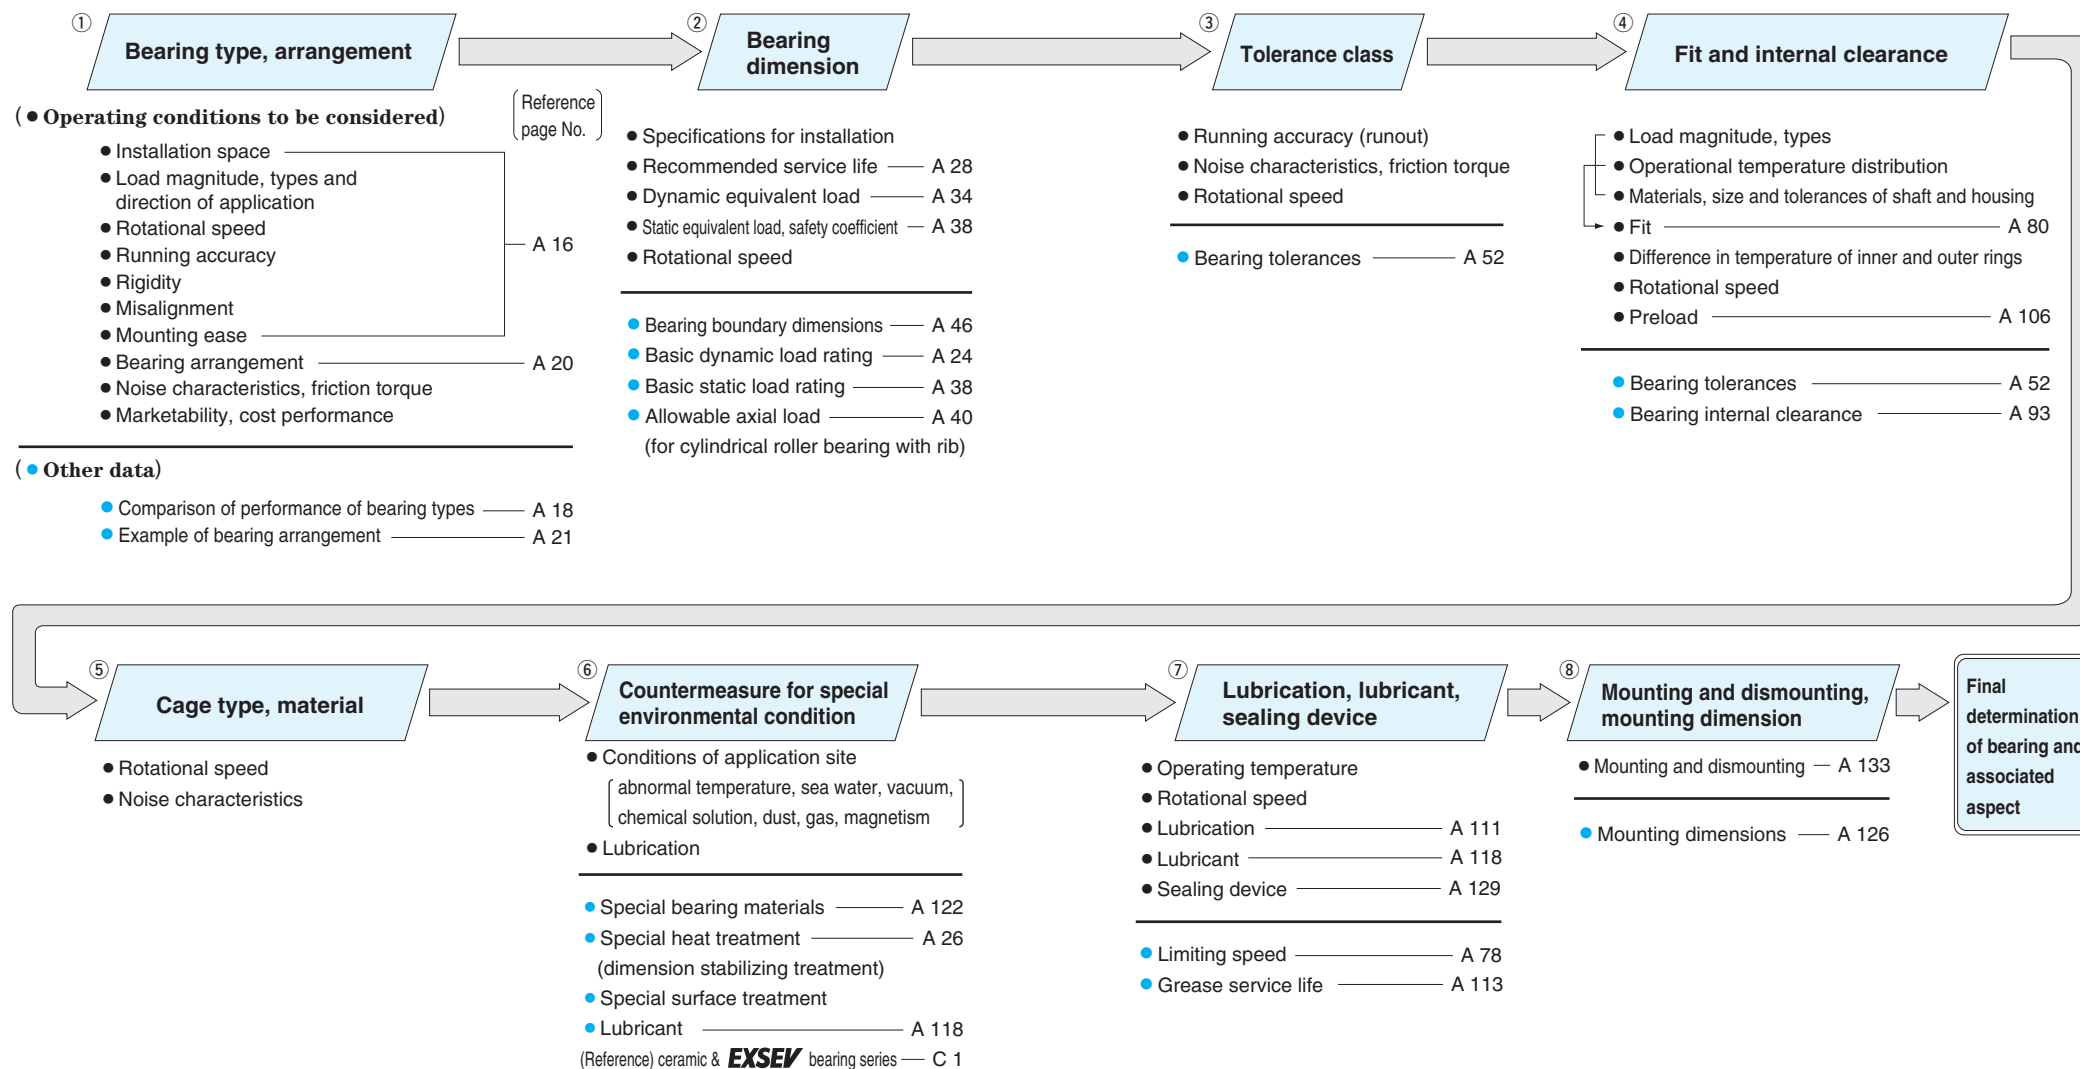 ① Bearing type, arrangement
(● Operating conditions to be considered)
Reference
page No.
● Installation space
● Load magnitude, types and
direction of application
● Rotational speed
● Running accuracy
● Rigidity
● Misalignment
● Mounting ease
A 16
● Bearing arrangement A 20
● Noise characteristics, friction torque
● Marketability, cost performance
(● Other data)
● Comparison of performance of bearing types A 18
● Example of bearing arrangement A 21
② Bearing
dimension
● Specifications for installation
● Recommended service life A 28
● Dynamic equivalent load A 34
● Static equivalent load, safety coefficient A 38
● Rotational speed
● Bearing boundary dimensions A 46
● Basic dynamic load rating A 24
● Basic static load rating A 38
● Allowable axial load A 40
(for cylindrical roller bearing with rib)
③ Tolerance class
● Running accuracy (runout)
● Noise characteristics, friction torque
● Rotational speed
● Bearing tolerances A 52
④ Fit and internal clearance
● Load magnitude, types
● Operational temperature distribution
● Materials, size and tolerances of shaft and housing
● Fit A 80
● Difference in temperature of inner and outer rings
● Rotational speed
● Preload A 106
● Bearing tolerances A 52
● Bearing internal clearance A 93
⑤ Cage type, material
● Rotational speed
● Noise characteristics
⑥ Countermeasure for special
environmental condition
● Conditions of application site
abnormal temperature, sea water, vacuum,
chemical solution, dust, gas, magnetism
● Lubrication
● Special bearing materials A 122
● Special heat treatment A 26
(dimension stabilizing treatment)
● Special surface treatment
● Lubricant A 118
(Reference) ceramic & EXSEV bearing series C 1
⑦ Lubrication, lubricant,
sealing device
● Operating temperature
● Rotational speed
● Lubrication A 111
● Lubricant A 118
● Sealing device A 129
● Limiting speed A 78
● Grease service life A 113
⑧ Mounting and dismounting,
mounting dimension
● Mounting and dismounting A 133
● Mounting dimensions A 126
Final
determination
of bearing and
associated
aspect